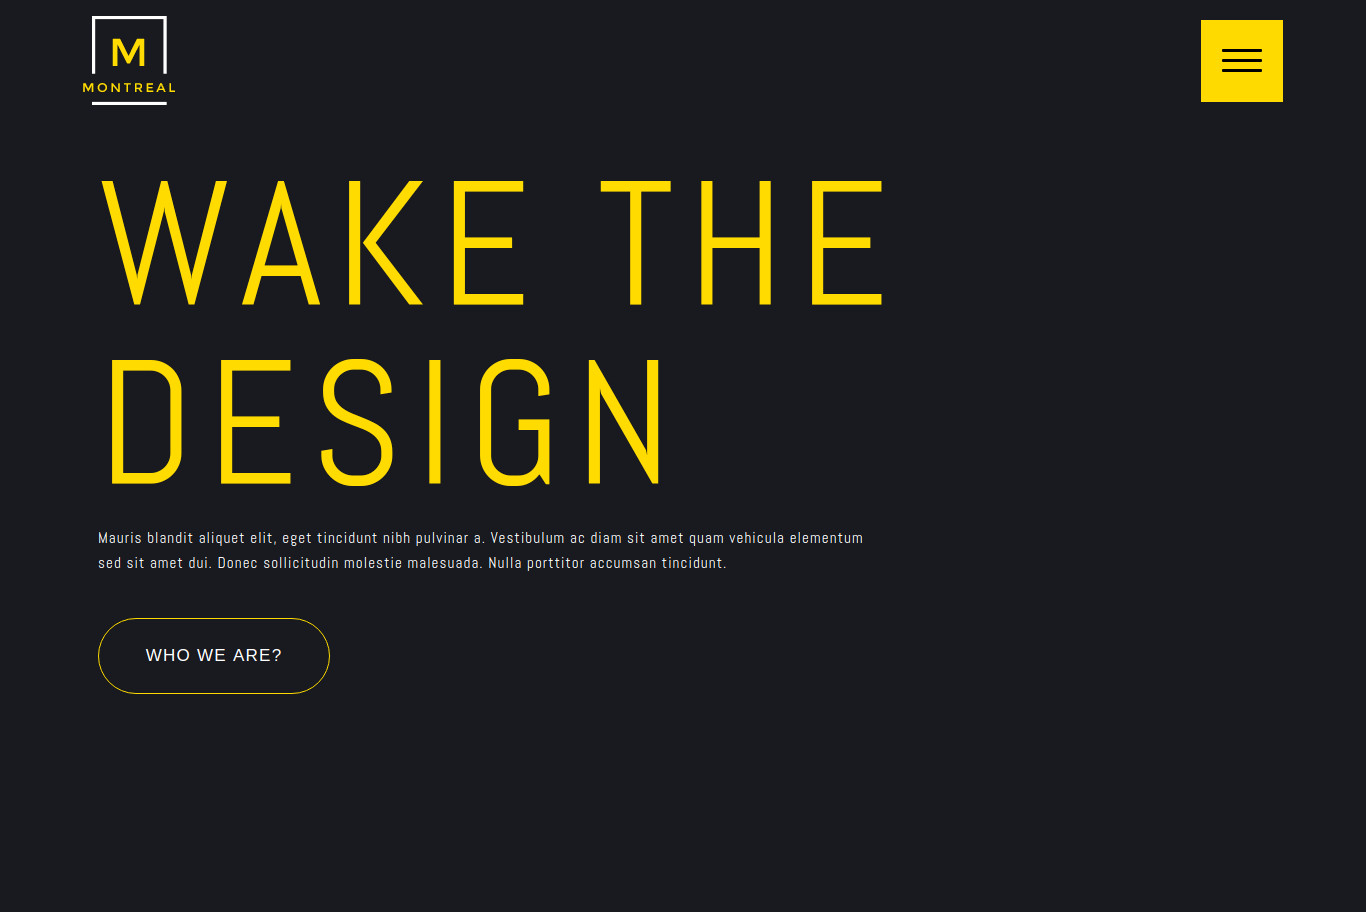 M
MONTREAL
WAKE THE
DESIGN
Mauris blandit aliquet elit, eget tincidunt nibh pulvinar a. Vestibulum ac diam sit amet quam vehicula elementum
sed sit amet dui. Donec sollicitudin molestie malesuada. Nulla porttitor accumsan tincidunt.
WHO WE ARE?